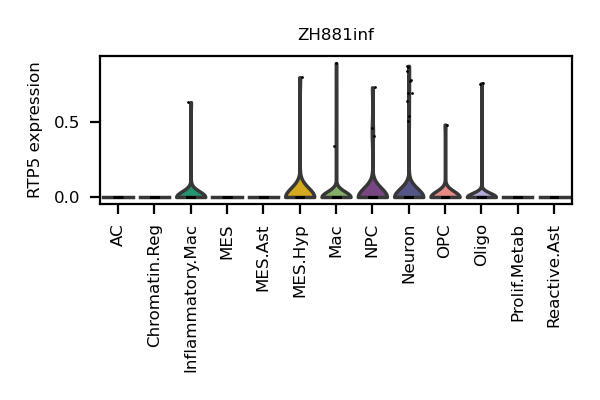 ZH881inf
RTP5 expression
0.5
0.0
AC
Chromatin.Reg
Inflammatory.Mac
MES
MES.Ast
MES.Hyp
Mac
NPC
Neuron
OPC
Oligo
Prolif.Metab
Reactive.Ast